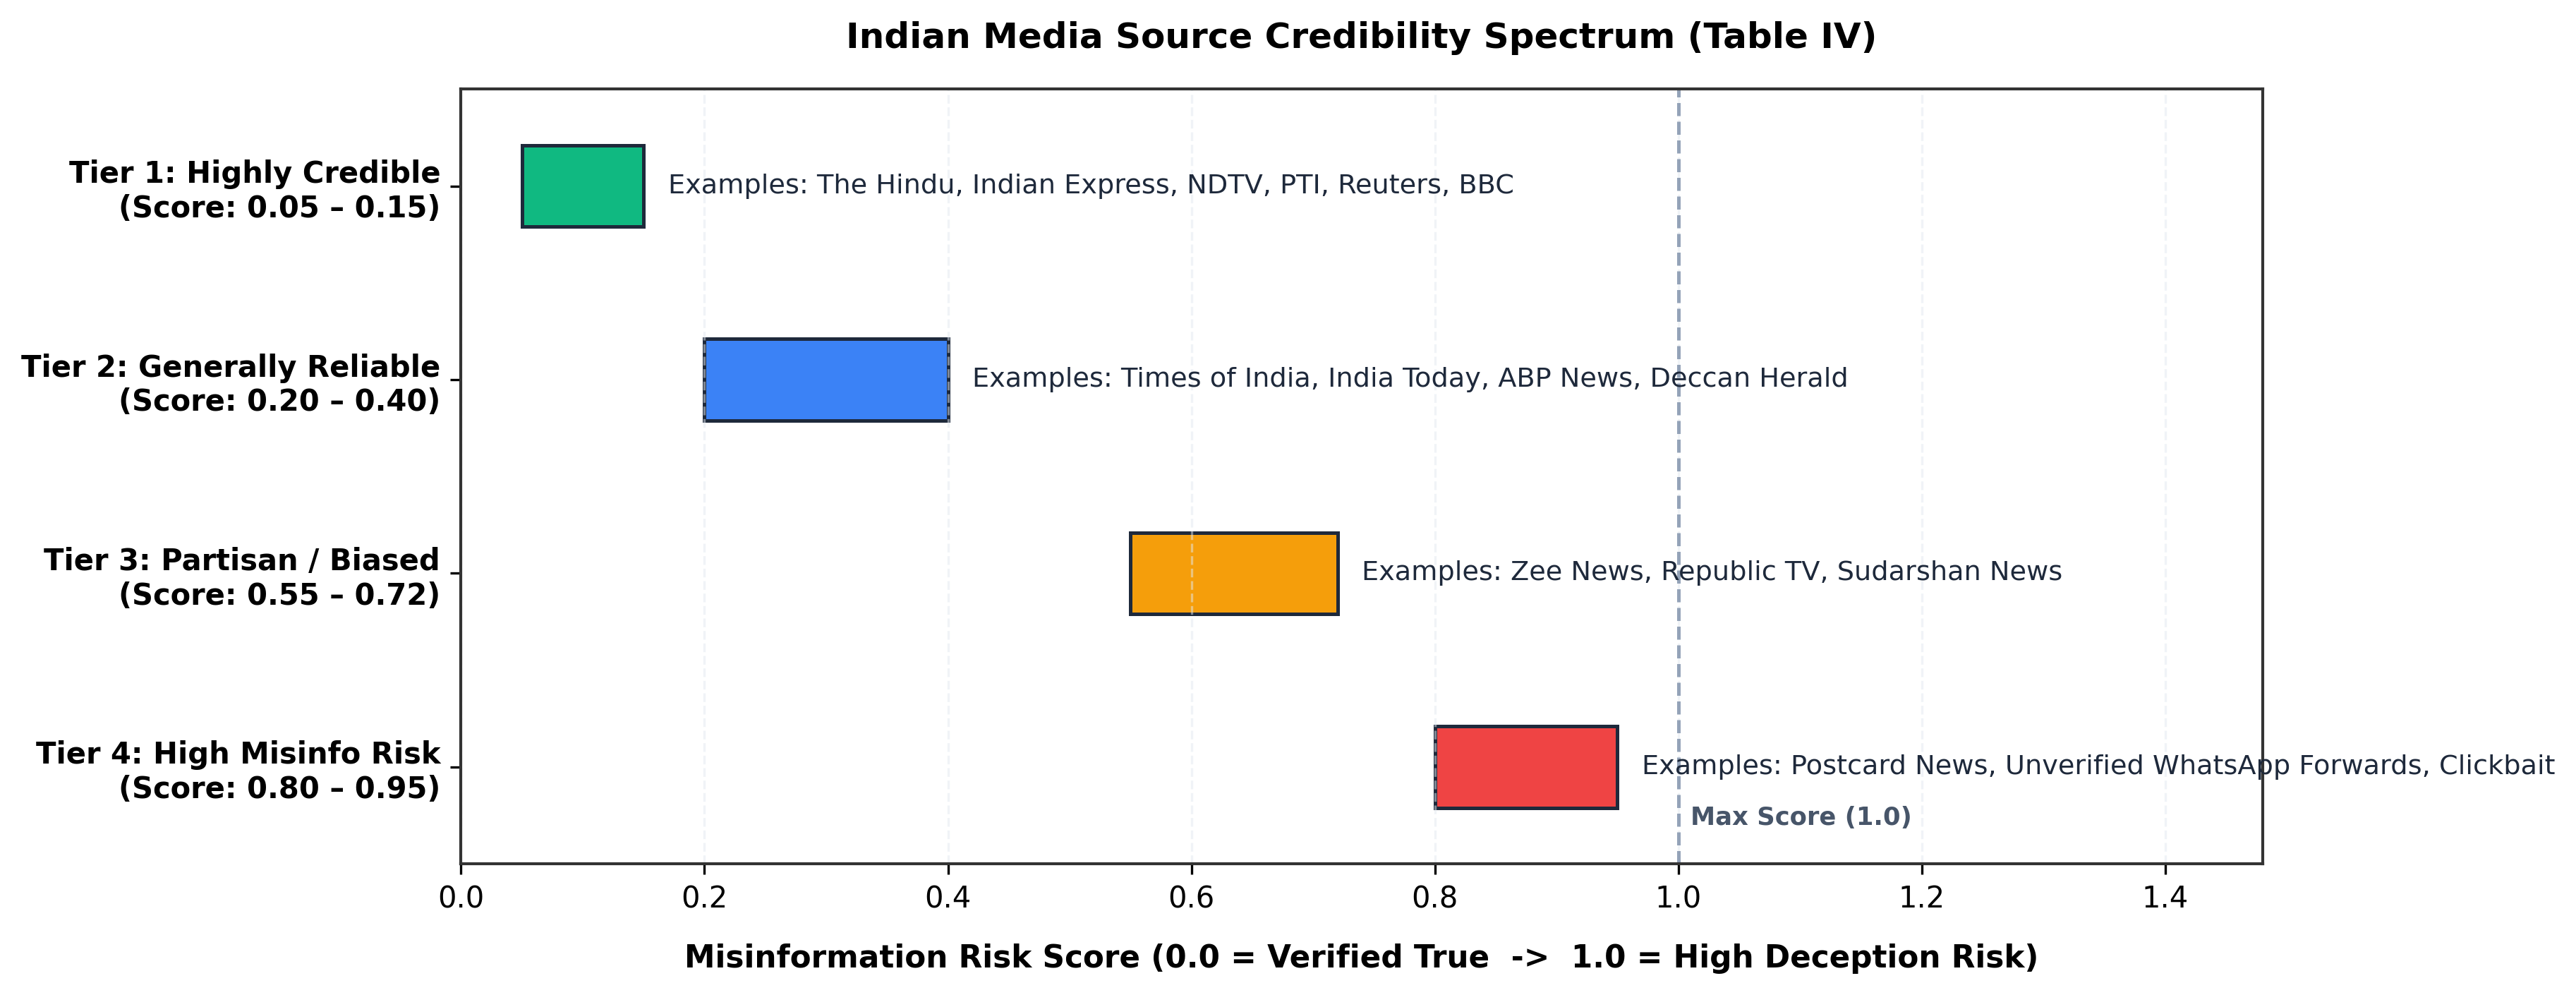 Indian Media Source Credibility Spectrum (Table IV)
Tier 1: Highly Credible
(Score: 0.05 – 0.15)
Examples: The Hindu, Indian Express, NDTV, PTI, Reuters, BBC
Tier 2: Generally Reliable
(Score: 0.20 – 0.40)
Examples: Times of India, India Today, ABP News, Deccan Herald
Tier 3: Partisan / Biased
(Score: 0.55 – 0.72)
Examples: Zee News, Republic TV, Sudarshan News
Tier 4: High Misinfo Risk
(Score: 0.80 – 0.95)
Examples: Postcard News, Unverified WhatsApp Forwards, Clickbait
Max Score (1.0)
0.0 0.2 0.4 0.6 0.8 1.0 1.2 1.4
Misinformation Risk Score (0.0 = Verified True -> 1.0 = High Deception Risk)